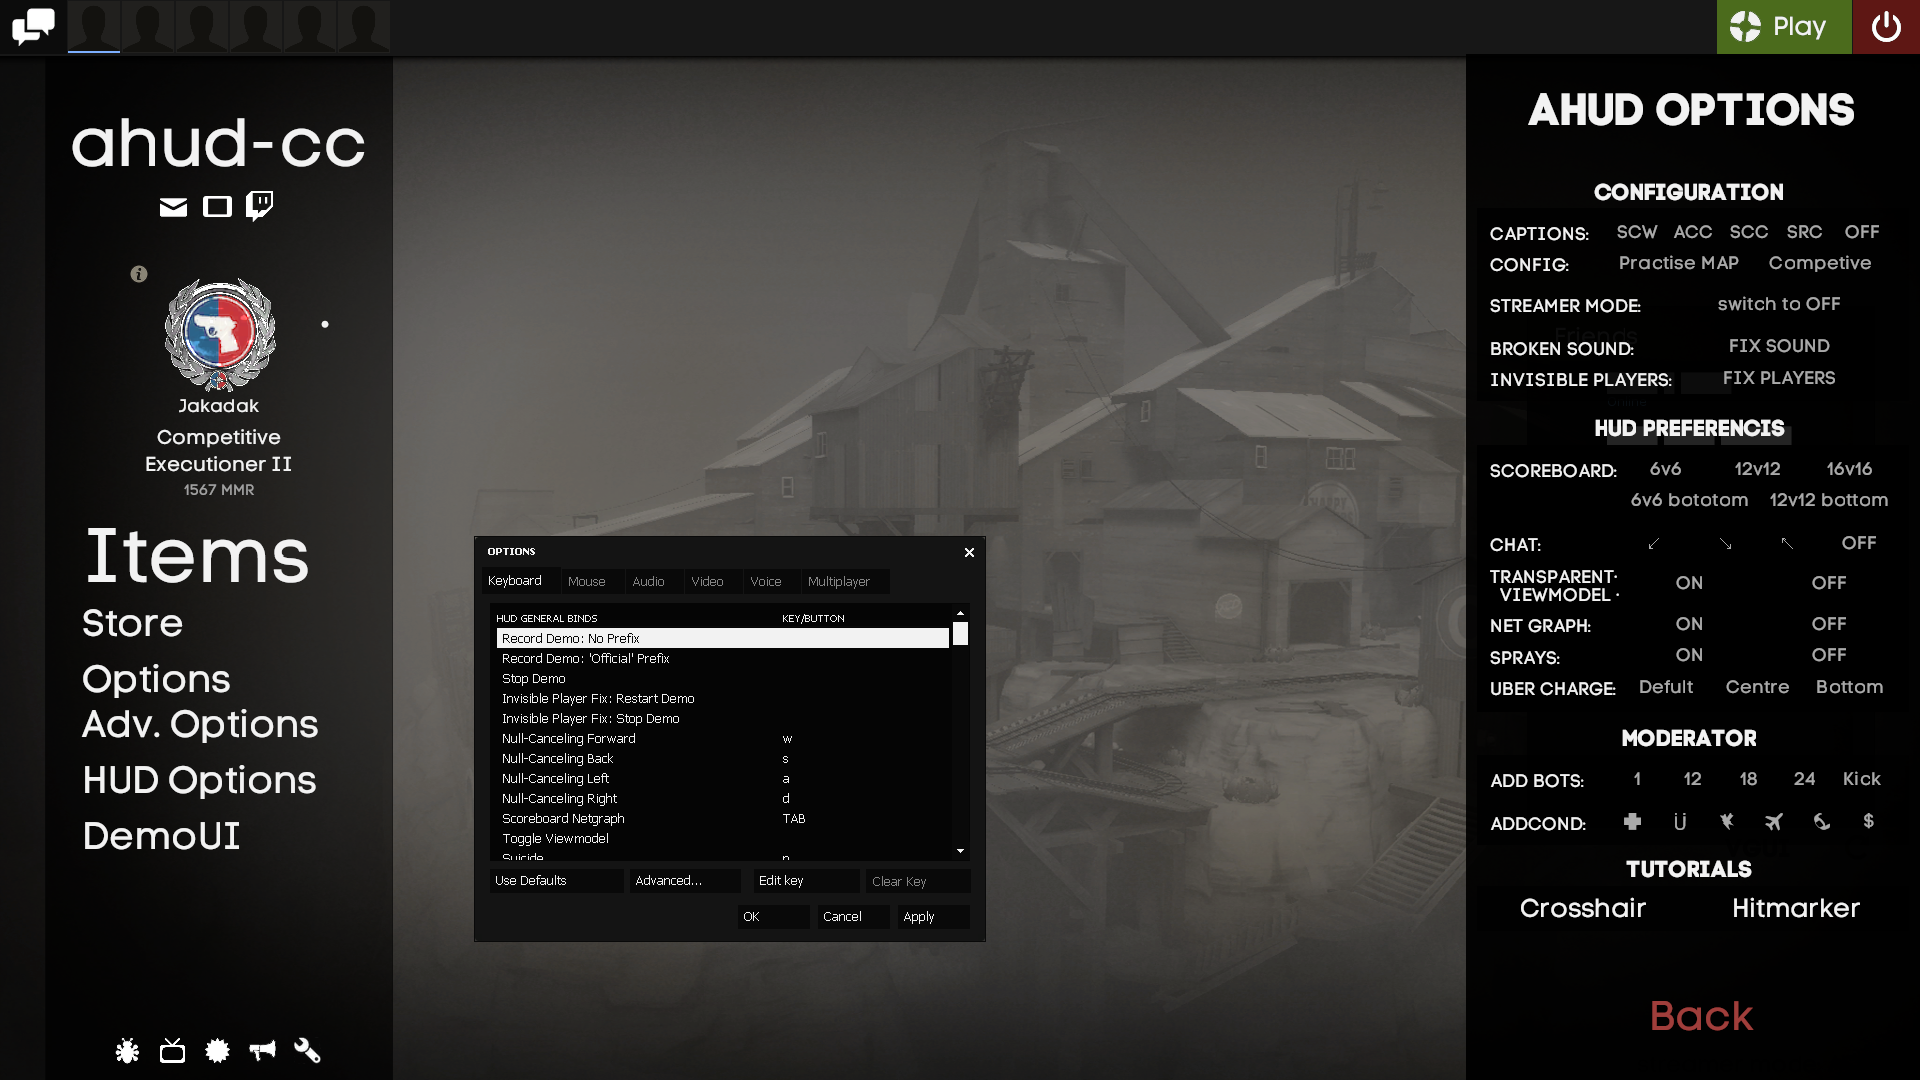 Play
ahud-cc
Jakadak
Competitive
Executioner II
1567 MMR
Items
Store
Options
Adv. Options
HUD Options
DemoUI
OPTIONS
Keyboard Mouse Audio Video Voice Multiplayer
HUD GENERAL BINDS KEY/BUTTON
Record Demo: No Prefix
Record Demo: 'Official' Prefix
Stop Demo
Invisible Player Fix: Restart Demo
Invisible Player Fix: Stop Demo
Null-Canceling Forward w
Null-Canceling Back s
Null-Canceling Left a
Null-Canceling Right d
Scoreboard Netgraph TAB
Toggle Viewmodel
Suicide n
Use Defaults Advanced... Edit key Clear Key
OK Cancel Apply
AHUD OPTIONS
CONFIGURATION
CAPTIONS: SCW ACC SCC SRC OFF
CONFIG: Practise MAP Competive
STREAMER MODE: switch to OFF
BROKEN SOUND: FIX SOUND
INVISIBLE PLAYERS: FIX PLAYERS
HUD PREFERENCIS
SCOREBOARD: 6v6 12v12 16v16
6v6 bototom 12v12 bottom
CHAT: ↙ ↘ ↖ OFF
TRANSPARENT·
VIEWMODEL · ON OFF
NET GRAPH: ON OFF
SPRAYS: ON OFF
UBER CHARGE: Defult Centre Bottom
MODERATOR
ADD BOTS: 1 12 18 24 Kick
ADDCOND: Ü $
TUTORIALS
Crosshair Hitmarker
Back